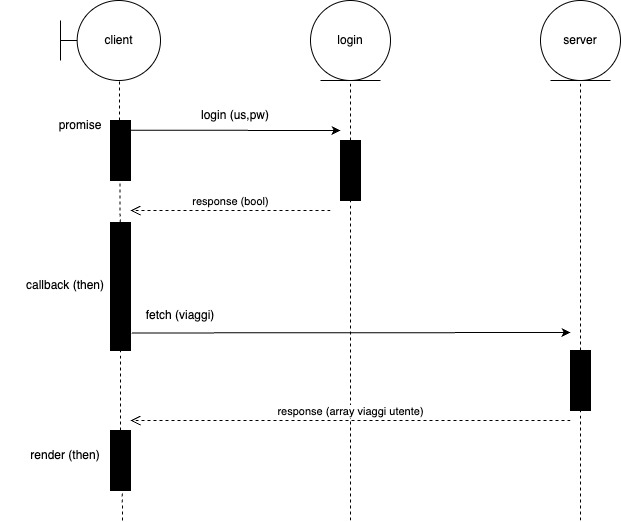 client
login
server
promise
login (us,pw)
response (bool)
callback (then)
fetch (viaggi)
response (array viaggi utente)
render (then)